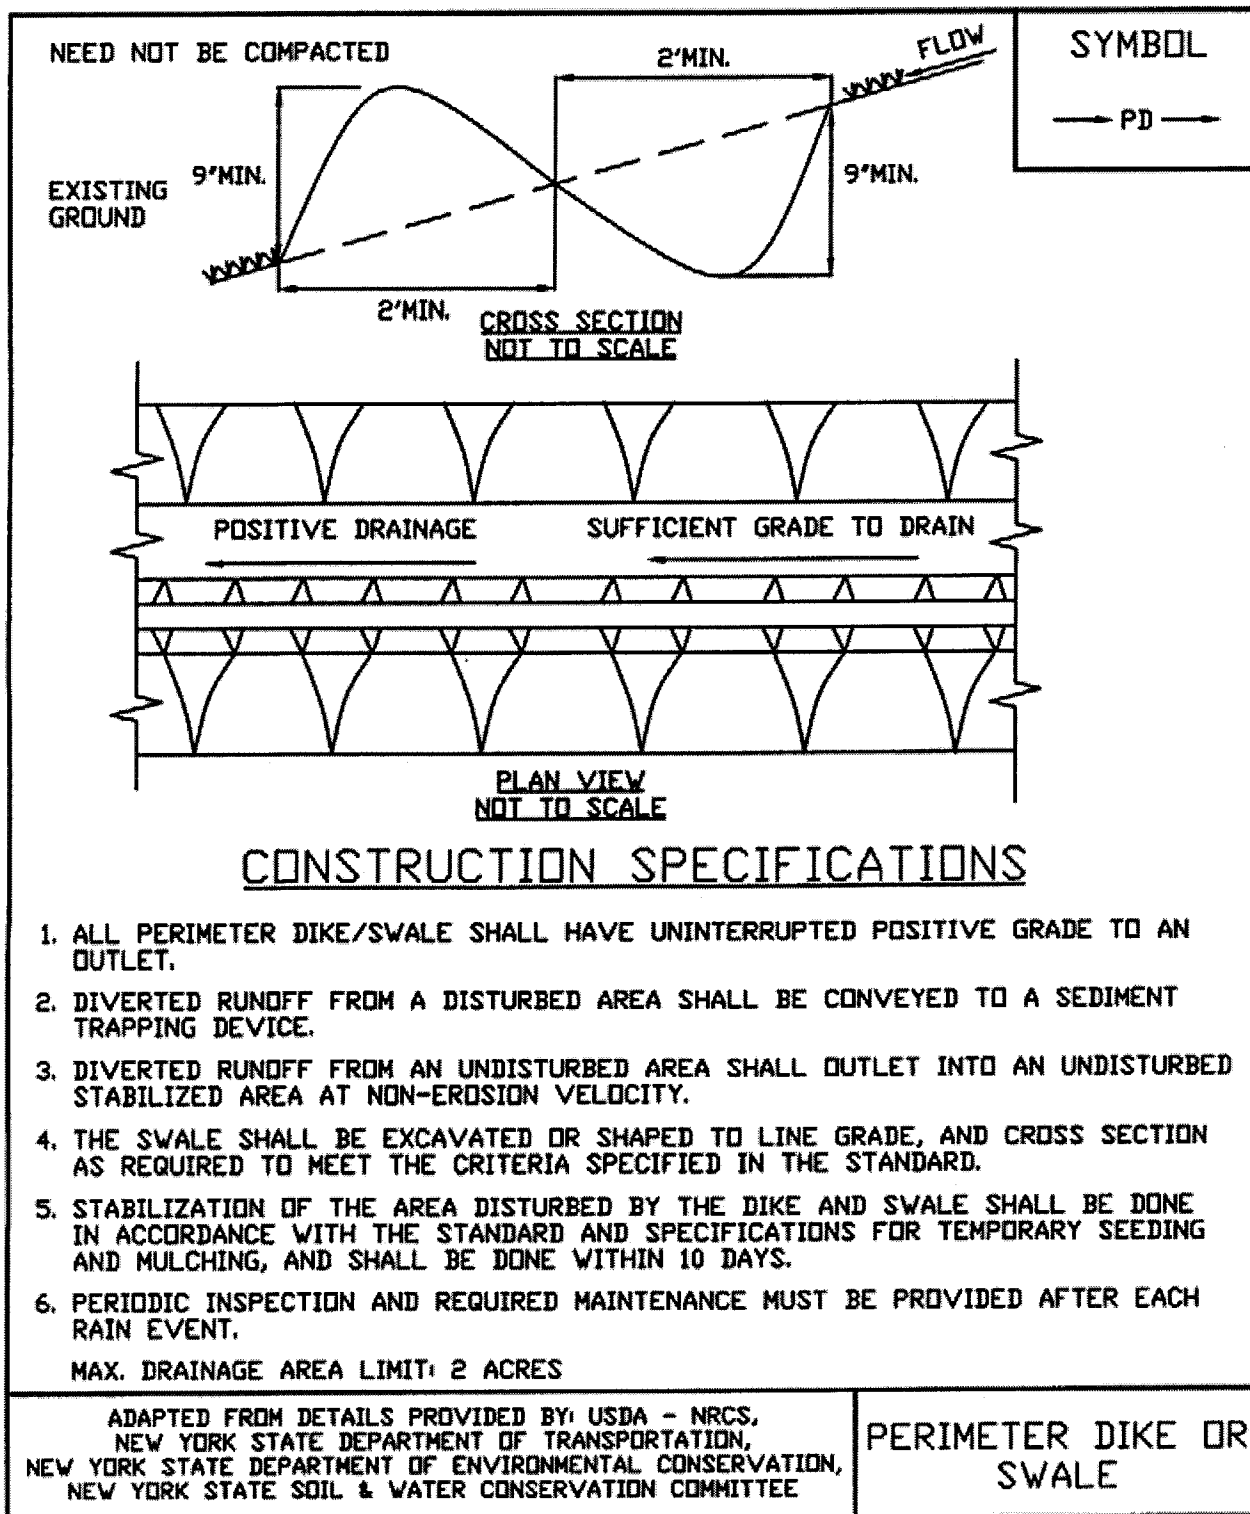 NEED NOT BE COMPACTED
2'MIN.
FLOW
SYMBOL
PD
9"MIN.
9"MIN.
EXISTING
GROUND
2'MIN.
CROSS SECTION
NOT TO SCALE
POSITIVE DRAINAGE
SUFFICIENT GRADE TO DRAIN
PLAN VIEW
NOT TO SCALE
CONSTRUCTION SPECIFICATIONS
1. ALL PERIMETER DIKE/SWALE SHALL HAVE UNINTERRUPTED POSITIVE GRADE TO AN
OUTLET.
2. DIVERTED RUNOFF FROM A DISTURBED AREA SHALL BE CONVEYED TO A SEDIMENT
TRAPPING DEVICE.
3. DIVERTED RUNOFF FROM AN UNDISTURBED AREA SHALL OUTLET INTO AN UNDISTURBED
STABILIZED AREA AT NON-EROSION VELOCITY.
4. THE SWALE SHALL BE EXCAVATED OR SHAPED TO LINE GRADE, AND CROSS SECTION
AS REQUIRED TO MEET THE CRITERIA SPECIFIED IN THE STANDARD.
5. STABILIZATION OF THE AREA DISTURBED BY THE DIKE AND SWALE SHALL BE DONE
IN ACCORDANCE WITH THE STANDARD AND SPECIFICATIONS FOR TEMPORARY SEEDING
AND MULCHING, AND SHALL BE DONE WITHIN 10 DAYS.
6. PERIODIC INSPECTION AND REQUIRED MAINTENANCE MUST BE PROVIDED AFTER EACH
RAIN EVENT.
MAX. DRAINAGE AREA LIMIT: 2 ACRES
ADAPTED FROM DETAILS PROVIDED BY: USDA - NRCS,
NEW YORK STATE DEPARTMENT OF TRANSPORTATION,
NEW YORK STATE DEPARTMENT OF ENVIRONMENTAL CONSERVATION,
NEW YORK STATE SOIL & WATER CONSERVATION COMMITTEE
PERIMETER DIKE OR
SWALE